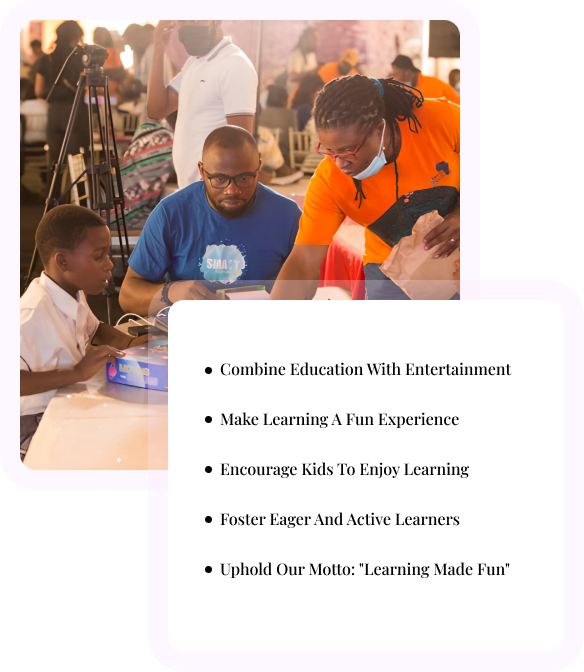 SMART
Combine Education With Entertainment
Make Learning A Fun Experience
Encourage Kids To Enjoy Learning
Foster Eager And Active Learners
Uphold Our Motto: "Learning Made Fun"